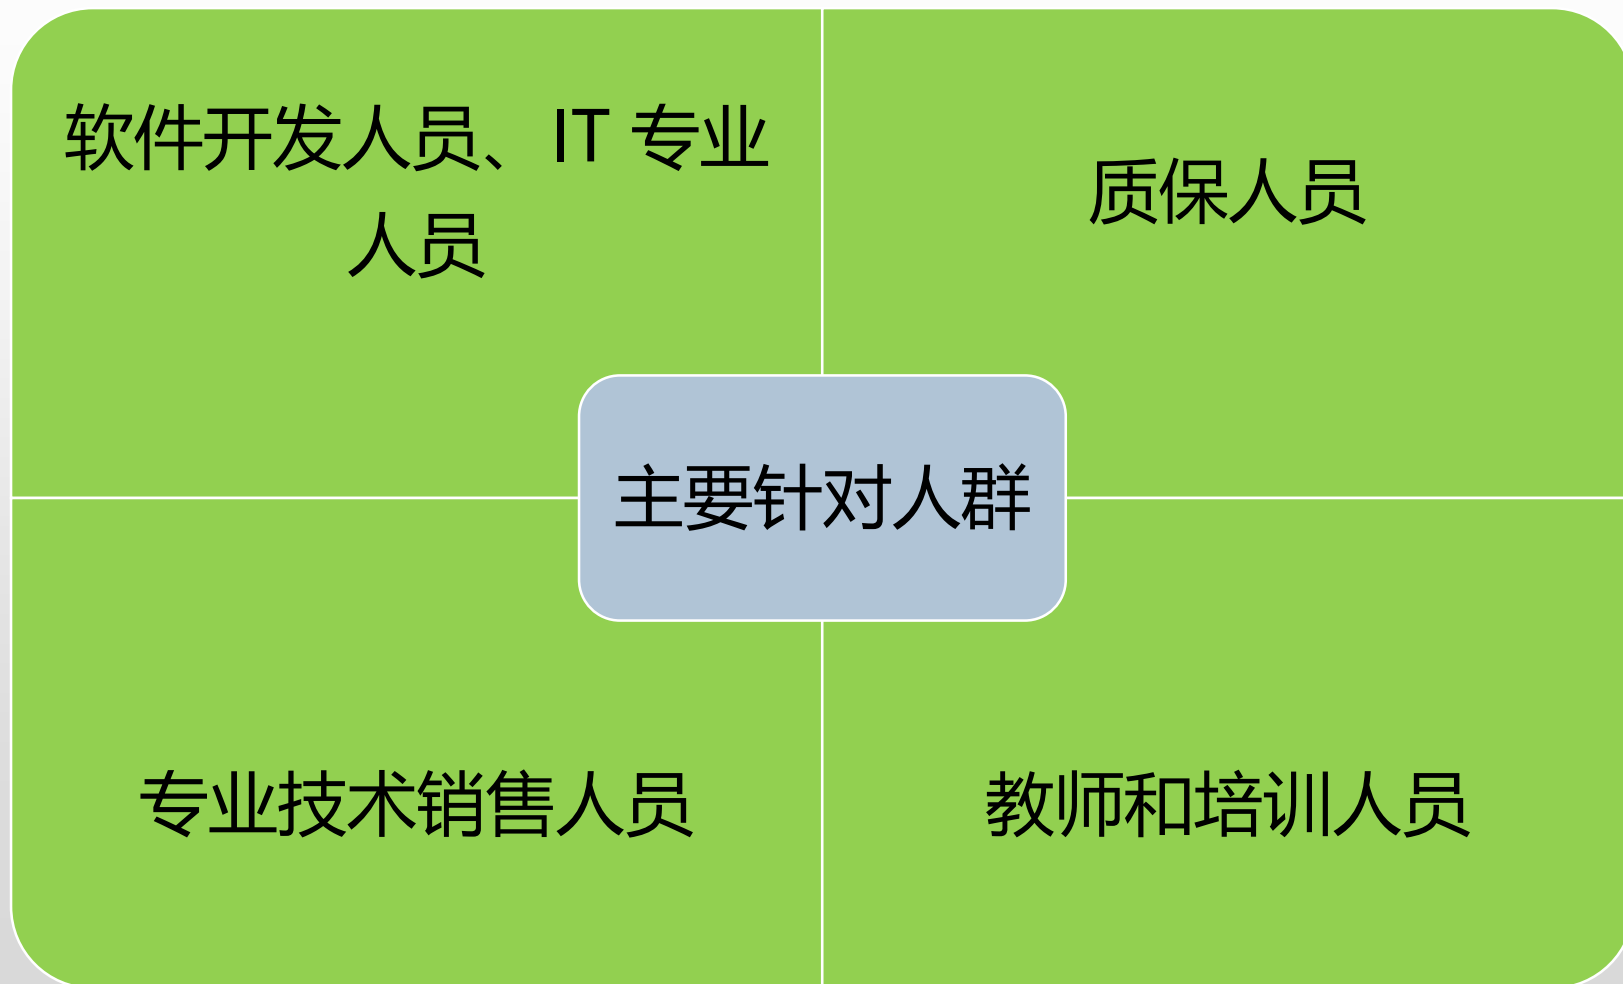 软件开发人员、IT 专业
人员
质保人员
主要针对人群
专业技术销售人员
教师和培训人员